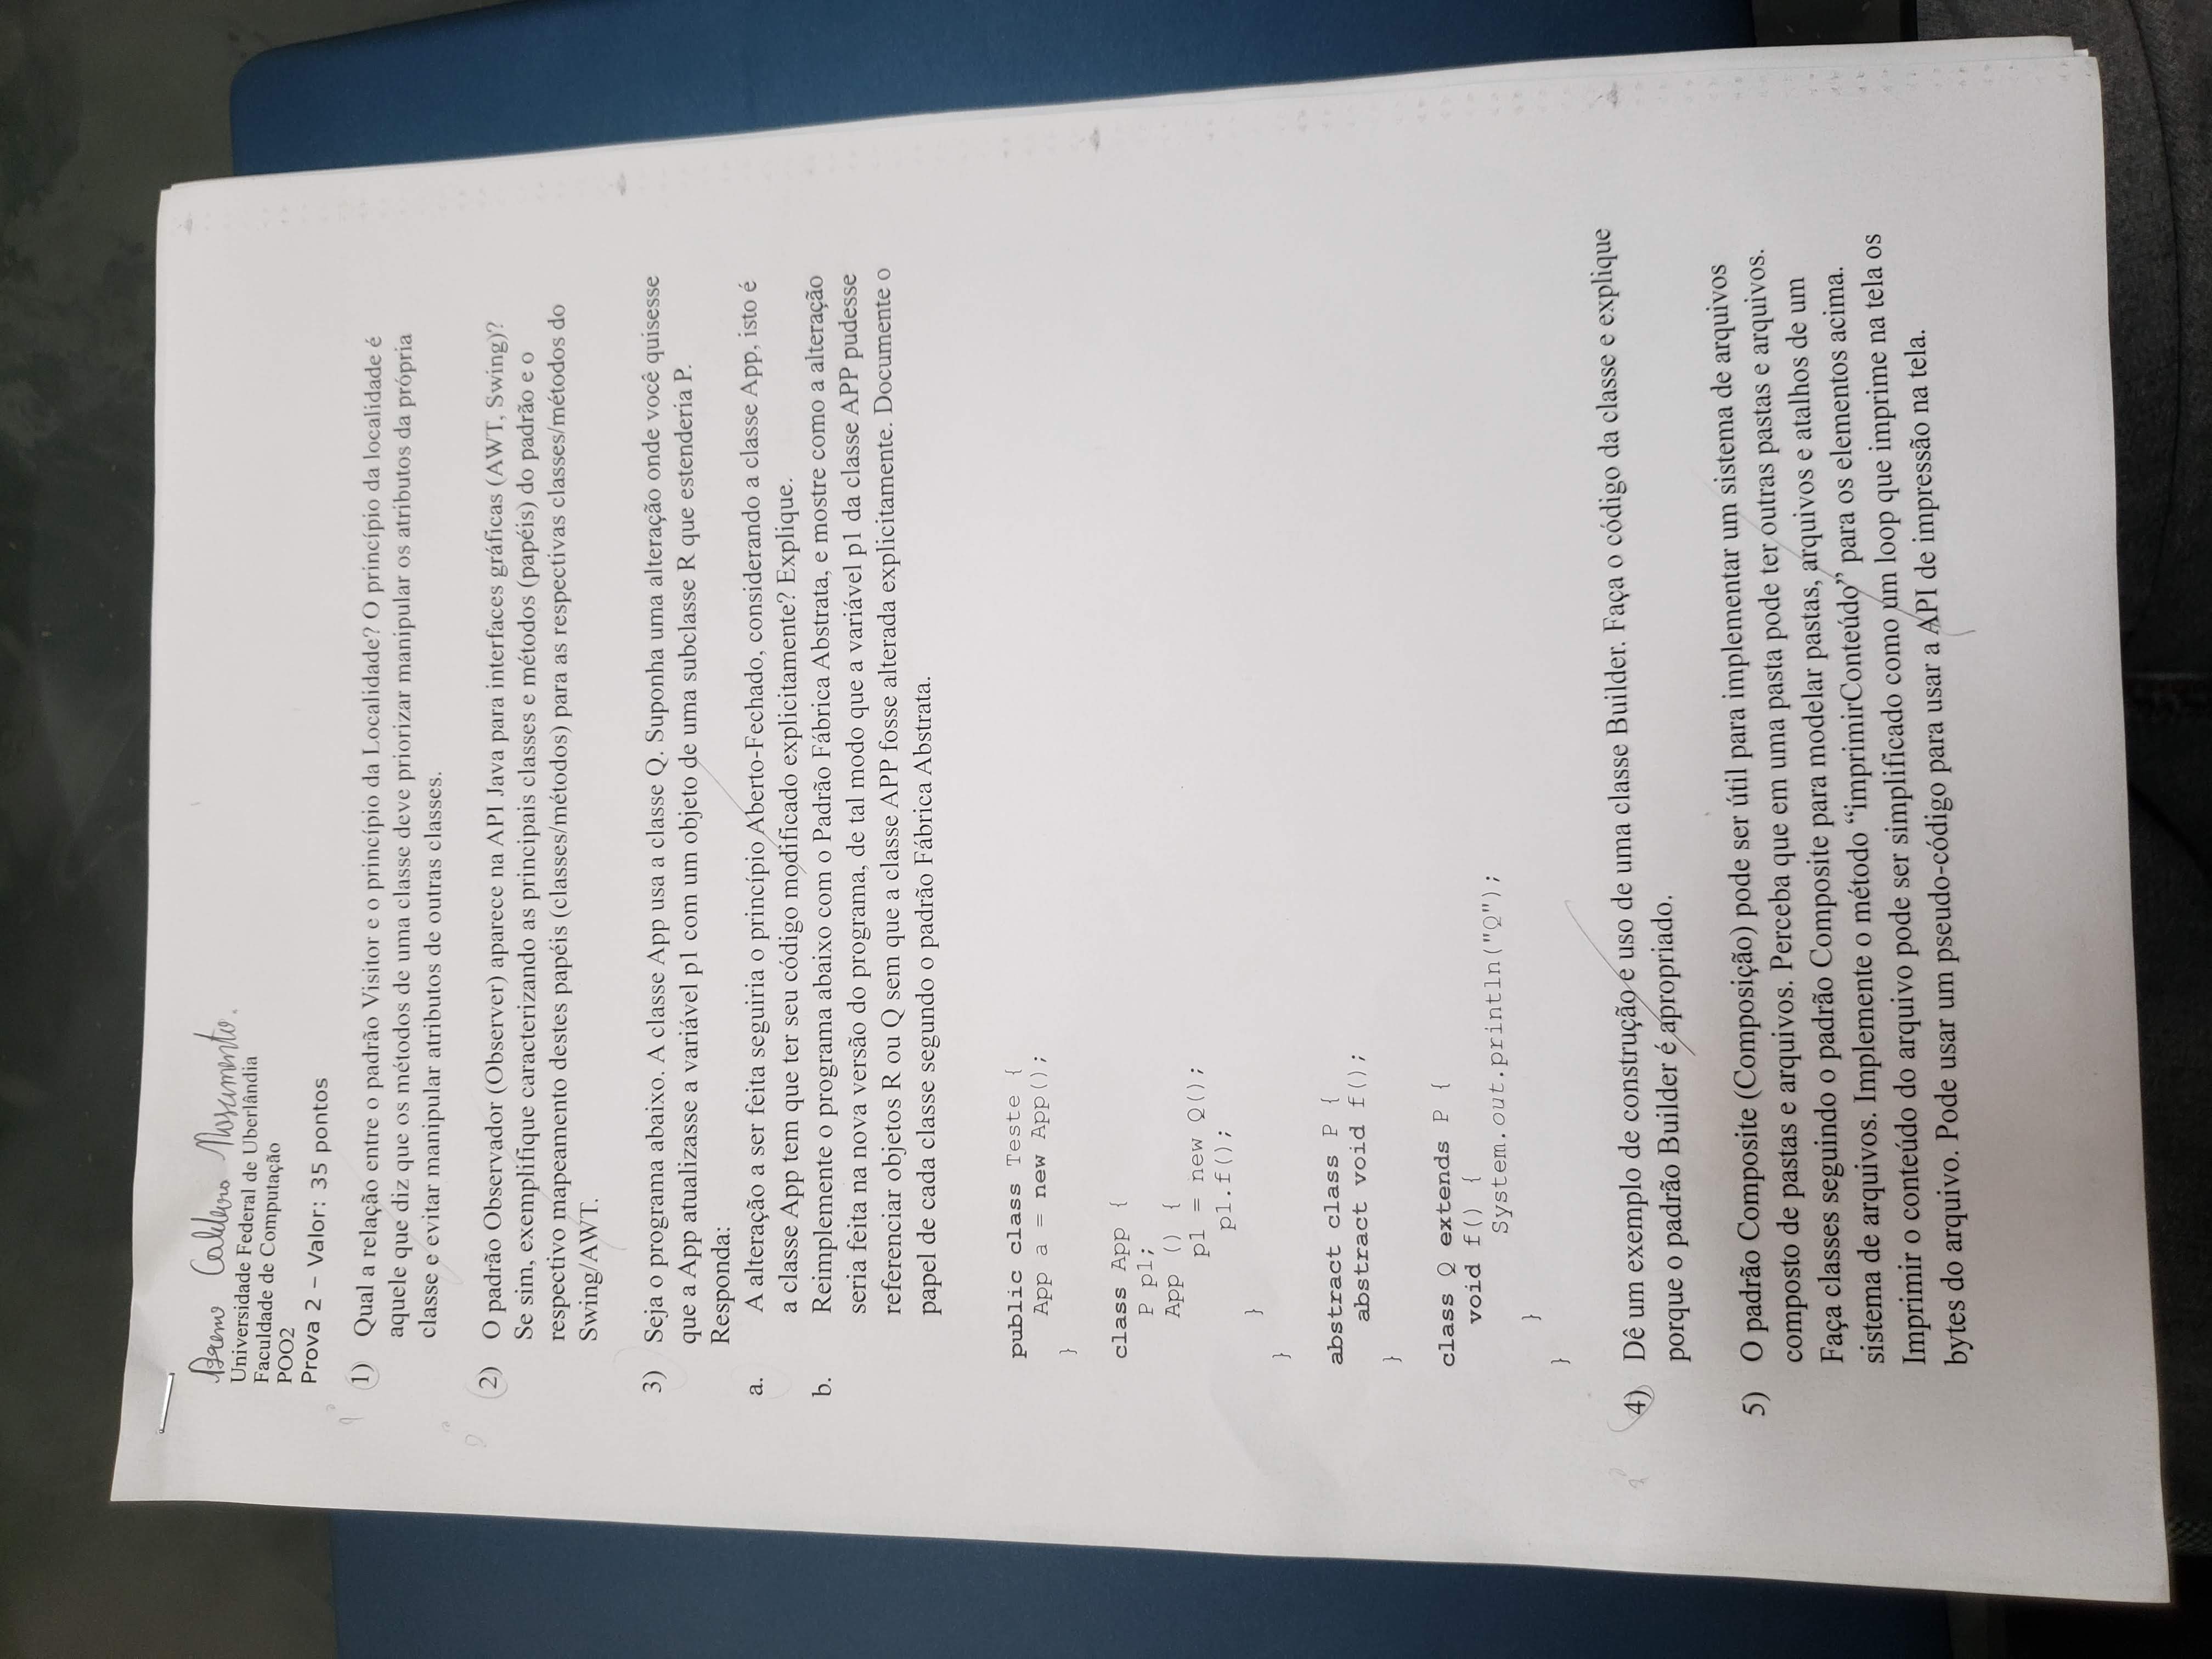 Breno Caldeira Nascimento.
Universidade Federal de Uberlândia
Faculdade de Computação
POO2
Prova 2 – Valor: 35 pontos
1) Qual a relação entre o padrão Visitor e o princípio da Localidade? O princípio da localidade é
aquele que diz que os métodos de uma classe deve priorizar manipular os atributos da própria
classe e evitar manipular atributos de outras classes.
2) O padrão Observador (Observer) aparece na API Java para interfaces gráficas (AWT, Swing)?
Se sim, exemplifique caracterizando as principais classes e métodos (papéis) do padrão e o
respectivo mapeamento destes papéis (classes/métodos) para as respectivas classes/métodos do
Swing/AWT.
3) Seja o programa abaixo. A classe App usa a classe Q. Suponha uma alteração onde você quisesse
que a App atualizasse a variável p1 com um objeto de uma subclasse R que estenderia P.
Responda:
a. A alteração a ser feita seguiria o princípio Aberto-Fechado, considerando a classe App, isto é
a classe App tem que ter seu código modificado explicitamente? Explique.
b. Reimplemente o programa abaixo com o Padrão Fábrica Abstrata, e mostre como a alteração
seria feita na nova versão do programa, de tal modo que a variável p1 da classe APP pudesse
referenciar objetos R ou Q sem que a classe APP fosse alterada explicitamente. Documente o
papel de cada classe segundo o padrão Fábrica Abstrata.
public class Teste {
App a = new App();
}
class App {
P p1;
App () {
p1 = new Q();
p1.f();
}
}
abstract class P {
abstract void f();
}
class Q extends P {
void f() {
System.out.println("Q");
}
}
4) Dê um exemplo de construção e uso de uma classe Builder. Faça o código da classe e explique
porque o padrão Builder é apropriado.
5) O padrão Composite (Composição) pode ser útil para implementar um sistema de arquivos
composto de pastas e arquivos. Perceba que em uma pasta pode ter outras pastas e arquivos.
Faça classes seguindo o padrão Composite para modelar pastas, arquivos e atalhos de um
sistema de arquivos. Implemente o método “imprimirConteúdo” para os elementos acima.
Imprimir o conteúdo do arquivo pode ser simplificado como um loop que imprime na tela os
bytes do arquivo. Pode usar um pseudo-código para usar a API de impressão na tela.